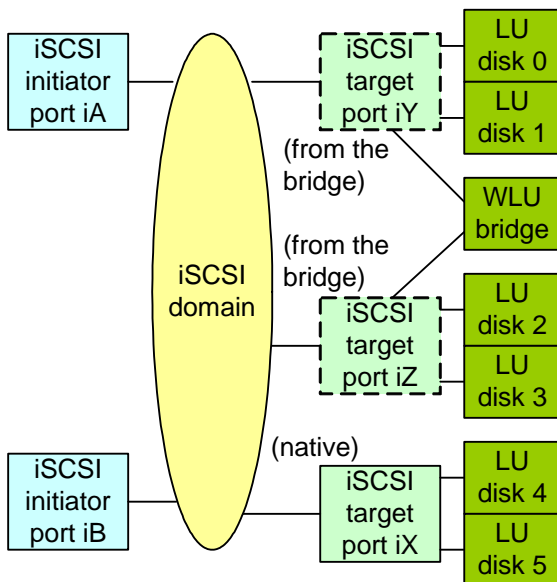 iSCSI
initiator
port iA
iSCSI
target
port iY
LU
disk 0
LU
disk 1
(from the
bridge)
WLU
bridge
(from the
bridge)
iSCSI
domain
iSCSI
target
port iZ
LU
disk 2
LU
disk 3
(native)
iSCSI
initiator
port iB
iSCSI
target
port iX
LU
disk 4
LU
disk 5